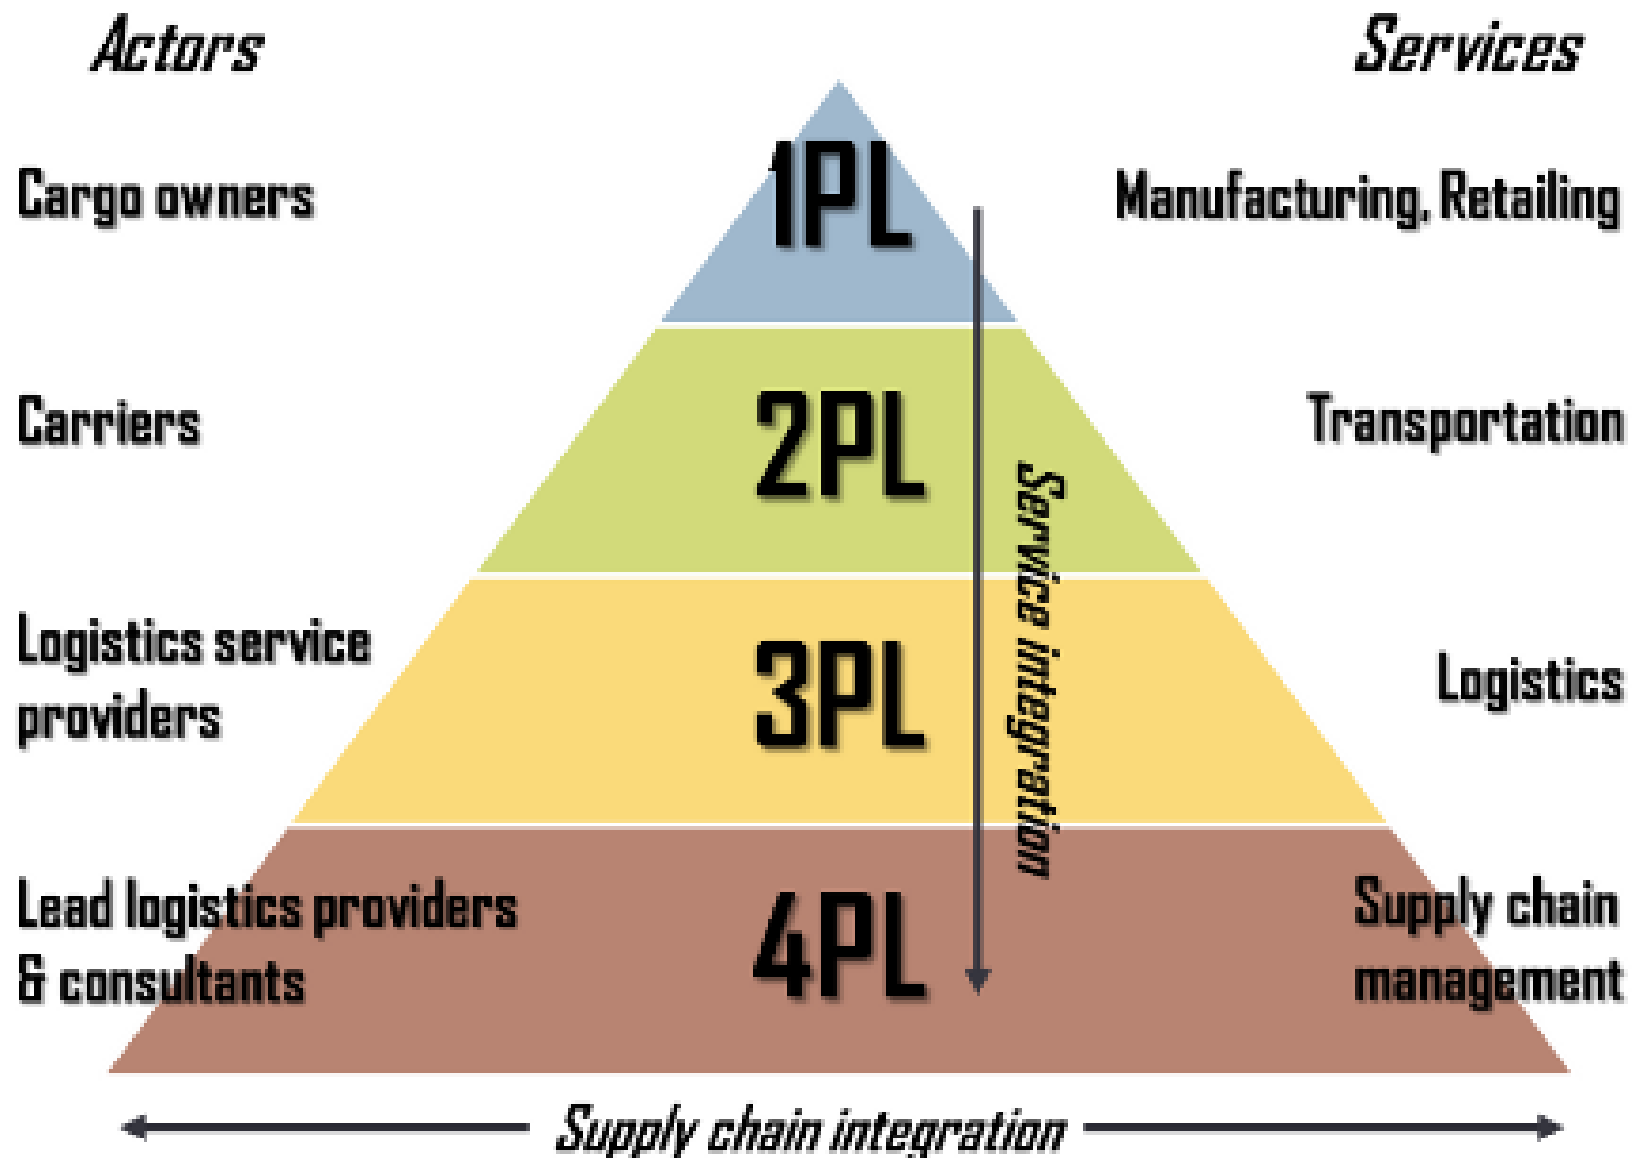 Actors
Services
Cargo owners
1PL
Manufacturing, Retailing
Carriers
2PL
Transportation
Logistics service
providers
3PL
Logistics
Service integration
Lead logistics providers
& consultants
4PL
Supply chain
management
Supply chain integration